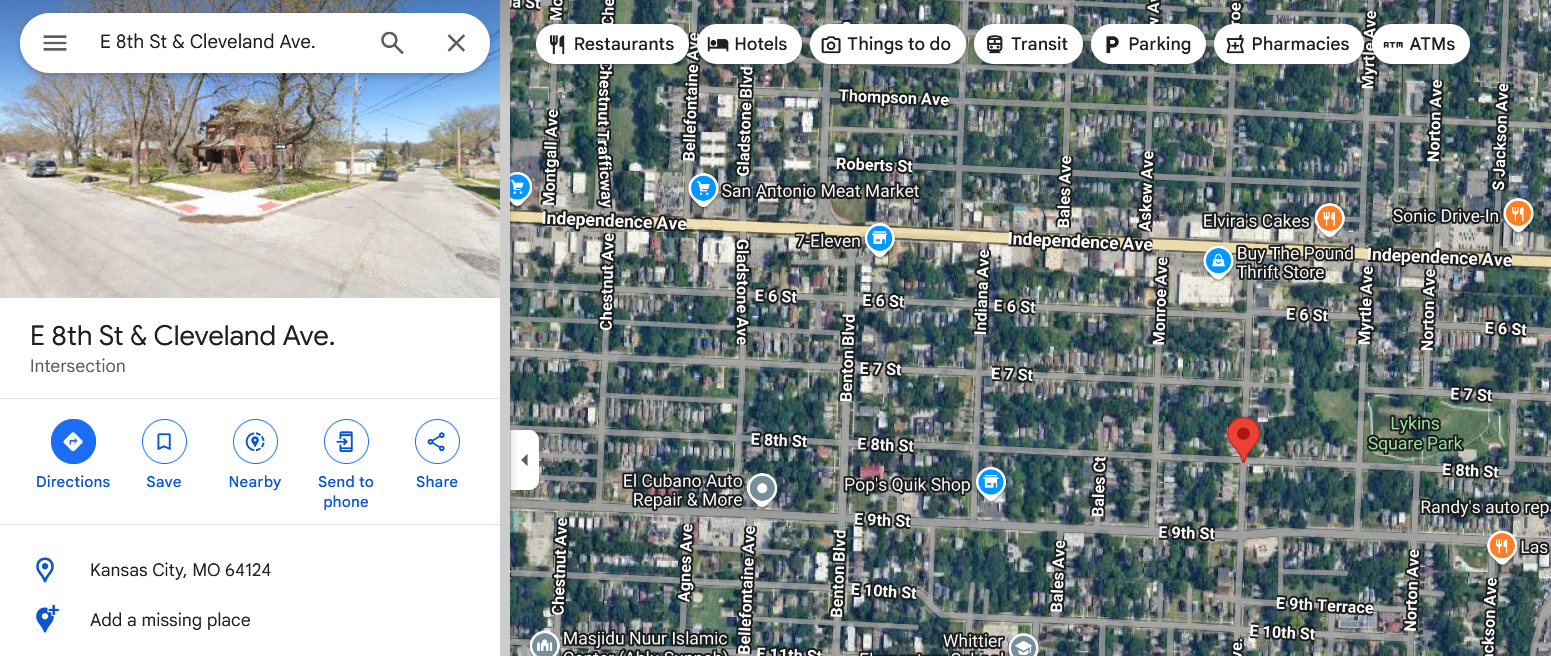 E 8th St & Cleveland Ave.
Restaurants
Hotels
Things to do
Transit
Parking
Pharmacies
ATM ATMs
E 8th St & Cleveland Ave.
Intersection
Directions
Save
Nearby
Send to
phone
Share
Kansas City, MO 64124
Add a missing place
Thompson Ave
Roberts St
Montgall Ave
Chestnut Trafficway
Bellefontaine Ave
Gladstone Blvd
Bales Ave
Askew Ave
Myrtle Ave
Norton Ave
S Jackson Ave
San Antonio Meat Market
Independence Ave
7-Eleven
Independence Ave
Elvira's Cakes
Sonic Drive-In
Buy The Pound
Thrift Store
Independence Ave
Chestnut Ave
Gladstone Ave
Indiana Ave
Monroe Ave
Myrtle Ave
Norton Ave
E 6 St
E 6 St
E 6 St
E 6 St
E 6 St
Benton Blvd
E 7 St
E 7 St
E 7 St
Lykins
Square Park
E 8th St
E 8th St
E 8th St
El Cubano Auto
Repair & More
Pop's Quik Shop
Bales Ct
Randy's auto rep
E 9th St
E 9th St
Las
Chestnut Ave
Agnes Ave
Bellefontaine Ave
Benton Blvd
Bales Ave
Norton Ave
ckson Ave
E 10th St
E 9th Terrace
E 10th St
Masjidu Nuur Islamic
Whittier
E 11th St